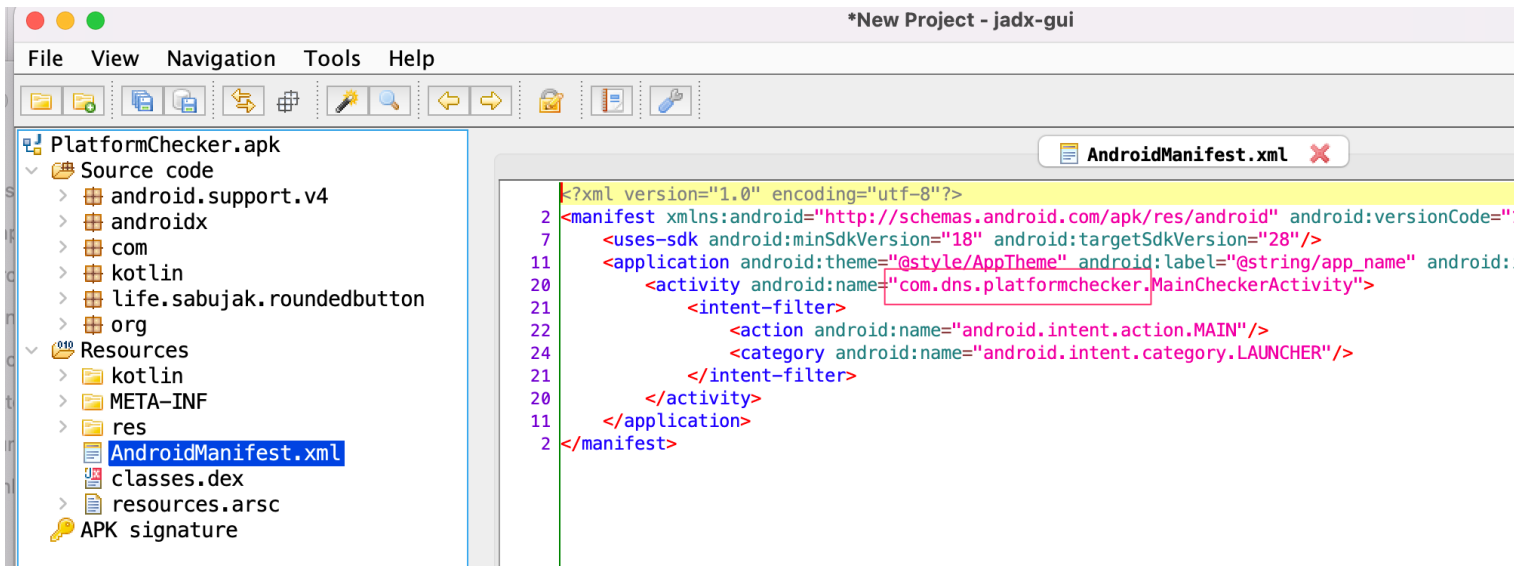 *New Project - jadx-gui
File View Navigation Tools Help
PlatformChecker.apk
Source code
android.support.v4
androidx
com
kotlin
life.sabujak.roundedbutton
org
Resources
kotlin
META-INF
res
AndroidManifest.xml
classes.dex
resources.arsc
APK signature
AndroidManifest.xml
<?xml version="1.0" encoding="utf-8"?>
2 <manifest xmlns:android="http://schemas.android.com/apk/res/android" android:versionCode="
7 <uses-sdk android:minSdkVersion="18" android:targetSdkVersion="28"/>
11 <application android:theme="@style/AppTheme" android:label="@string/app_name" android:
20 <activity android:name="com.dns.platformchecker.MainCheckerActivity">
21 <intent-filter>
22 <action android:name="android.intent.action.MAIN"/>
24 <category android:name="android.intent.category.LAUNCHER"/>
21 </intent-filter>
20 </activity>
11 </application>
2 </manifest>